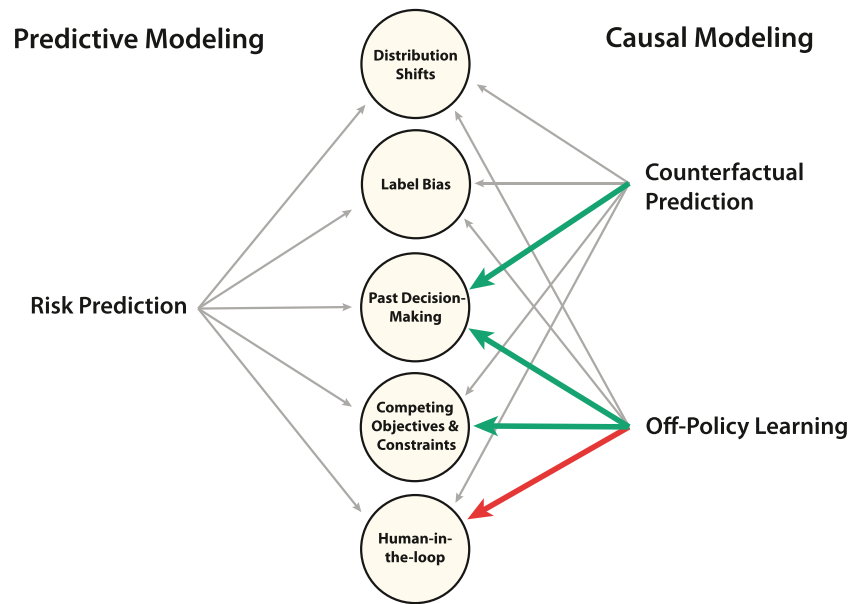 Predictive Modeling
Causal Modeling
Distribution
Shifts
Label Bias
Counterfactual
Prediction
Risk Prediction
Past Decision-
Making
Competing
Objectives &
Constraints
Off-Policy Learning
Human-in-
the-loop